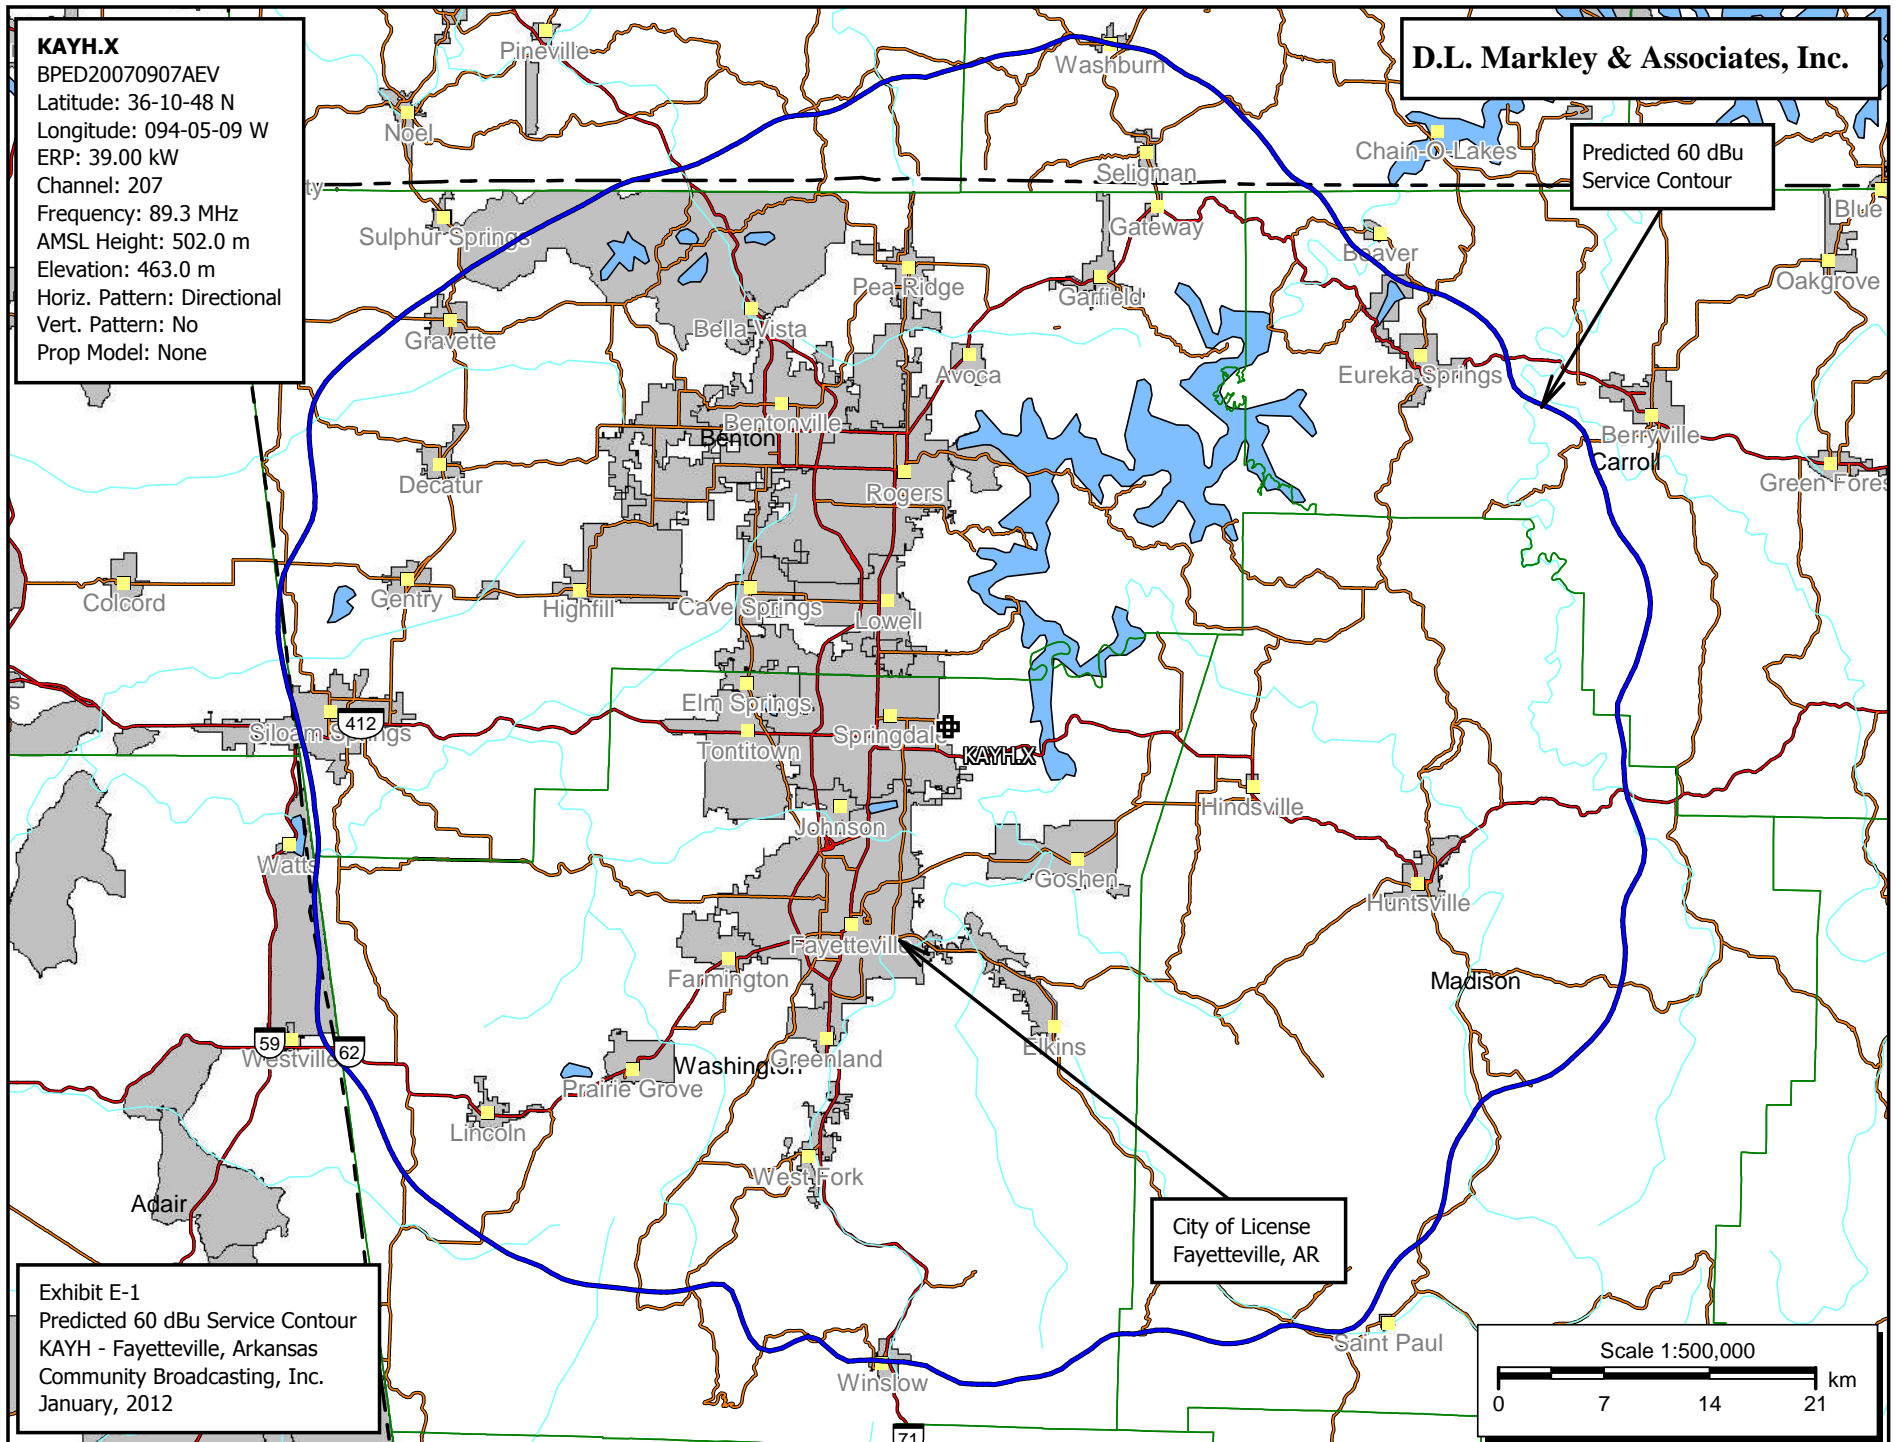 KAYH.X
BPED20070907AEV
Latitude: 36-10-48 N
Longitude: 094-05-09 W
ERP: 39.00 kW
Channel: 207
Frequency: 89.3 MHz
AMSL Height: 502.0 m
Elevation: 463.0 m
Horiz. Pattern: Directional
Vert. Pattern: No
Prop Model: None
D.L. Markley & Associates, Inc.
Pineville
Washburn
Noel
Chain-O-Lakes
Predicted 60 dBu
Service Contour
Seligman
ty
Blue
Sulphur Springs
Gateway
Beaver
Oakgrove
Pea Ridge
Garfield
Gravette
Bella Vista
Avoca
Eureka Springs
Bentonville
Benton
Berryville
Carroll
Decatur
Rogers
Green Fores
Colcord
Gentry
Highfill
Cave Springs
Lowell
s
Elm Springs
412
Siloam Springs
Tontitown
Springdale
KAYH.X
Hindsville
Johnson
Watts
Goshen
Huntsville
Fayetteville
Farmington
Madison
59
Westville
62
Greenland
Elkins
Washington
Prairie Grove
Lincoln
West Fork
Adair
City of License
Fayetteville, AR
Exhibit E-1
Predicted 60 dBu Service Contour
KAYH - Fayetteville, Arkansas
Community Broadcasting, Inc.
January, 2012
Saint Paul
Winslow
71
Scale 1:500,000
km
0 7 14 21